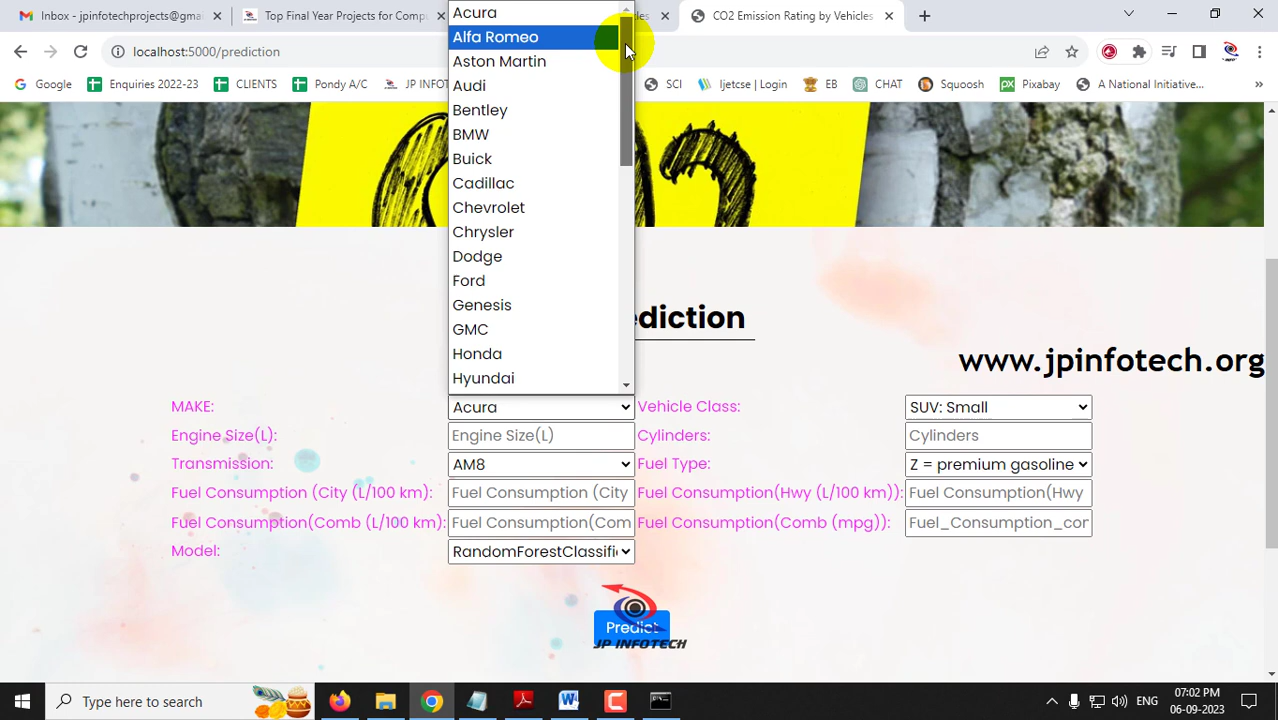 Inbox - jpinfotechprojects@gmai
Top Final Year Projects for Comp
CO2 Emission Rating by Vehicles
localhost:5000/prediction
Google
Enquiries 2022-23
CLIENTS
Pondy A/C
SCI
Ijetcse | Login
EB
CHAT
Squoosh
Pixabay
A National Initiative...
»
Acura
Alfa Romeo
Aston Martin
Audi
Bentley
BMW
Buick
Cadillac
Chevrolet
Chrysler
Dodge
Ford
Genesis
GMC
Honda
Hyundai
ediction
www.jpinfotech.org
MAKE: Acura Vehicle Class: SUV: Small
Engine Size(L): Engine Size(L) Cylinders: Cylinders
Transmission: AM8 Fuel Type: Z = premium gasoline
Fuel Consumption (City (L/100 km): Fuel Consumption (City Fuel Consumption(Hwy (L/100 km)): Fuel Consumption(Hwy
Fuel Consumption(Comb (L/100 km): Fuel Consumption(Com Fuel Consumption(Comb (mpg)): Fuel_Consumption_con
Model: RandomForestClassifi
Predict
JP INFOTECH
Type here to search
ENG
07:02 PM
06-09-2023